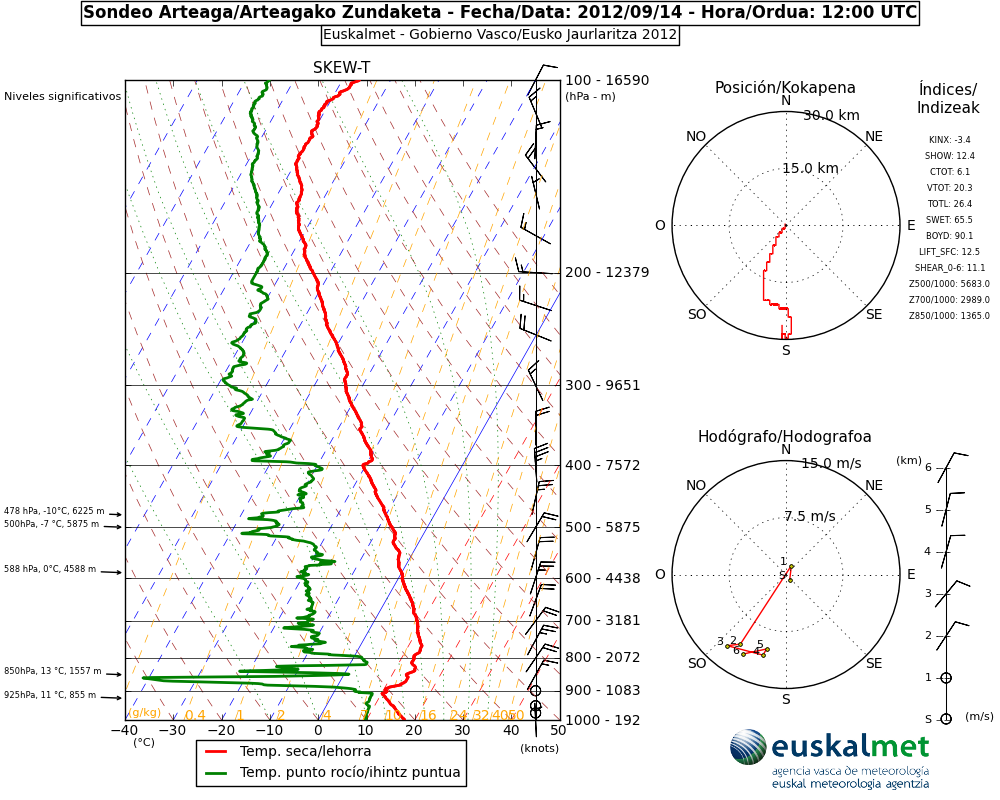 Sondeo Arteaga/Arteagako Zundaketa - Fecha/Data: 2012/09/14 - Hora/Ordua: 12:00 UTC
Euskalmet - Gobierno Vasco/Eusko Jaurlaritza 2012
SKEW-T
Niveles significativos
478 hPa, -10°C, 6225 m
500hPa, -7 °C, 5875 m
588 hPa, 0°C, 4588 m
850hPa, 13 °C, 1557 m
925hPa, 11 °C, 855 m
100 - 16590
(hPa - m)
200 - 12379
300 - 9651
400 - 7572
500 - 5875
600 - 4438
700 - 3181
800 - 2072
900 - 1083
1000 - 192
(g/kg) 0.4 1 2 4 7 10 16 24 32 40 50
−40 −30 −20 −10 0 10 20 30 40 50
(°C)
(knots)
Temp. seca/lehorra
Temp. punto rocío/ihintz puntua
Posición/Kokapena
N
30.0 km
NO
NE
15.0 km
O
E
SO
SE
S
Hodógrafo/Hodografoa
N
15.0 m/s
NO
NE
7.5 m/s
1
S
O
E
3 2 5
6 4
SO
SE
S
Índices/
Indizeak
KINX: -3.4
SHOW: 12.4
CTOT: 6.1
VTOT: 20.3
TOTL: 26.4
SWET: 65.5
BOYD: 90.1
LIFT_SFC: 12.5
SHEAR_0-6: 11.1
Z500/1000: 5683.0
Z700/1000: 2989.0
Z850/1000: 1365.0
(km)
6
5
4
3
2
1
S
(m/s)
euskalmet
agencia vasca de meteorología
euskal meteorologia agentzia